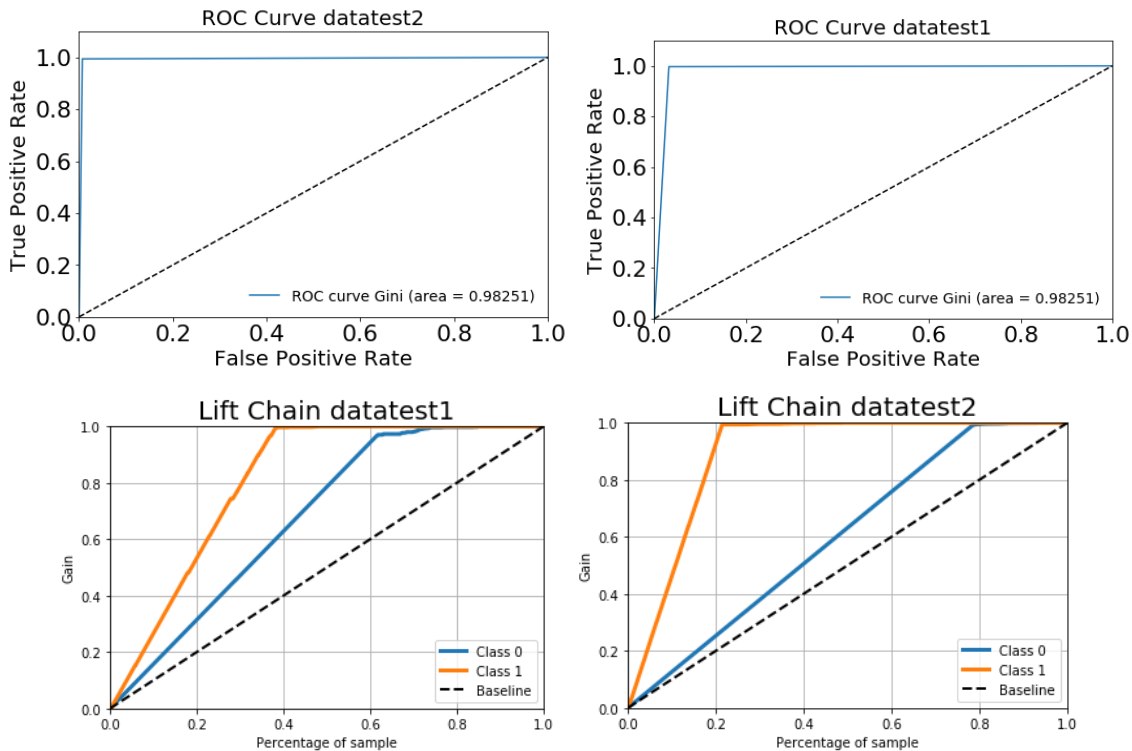 ROC Curve datatest2
True Positive Rate
1.0
0.8
0.6
0.4
0.2
0.0
ROC curve Gini (area = 0.98251)
0.0 0.2 0.4 0.6 0.8 1.0
False Positive Rate
ROC Curve datatest1
True Positive Rate
1.0
0.8
0.6
0.4
0.2
0.0
ROC curve Gini (area = 0.98251)
0.0 0.2 0.4 0.6 0.8 1.0
False Positive Rate
Lift Chain datatest1
Gain
1.0
0.8
0.6
0.4
0.2
0.0
Class 0
Class 1
Baseline
0.0 0.2 0.4 0.6 0.8 1.0
Percentage of sample
Lift Chain datatest2
Gain
1.0
0.8
0.6
0.4
0.2
0.0
Class 0
Class 1
Baseline
0.0 0.2 0.4 0.6 0.8 1.0
Percentage of sample